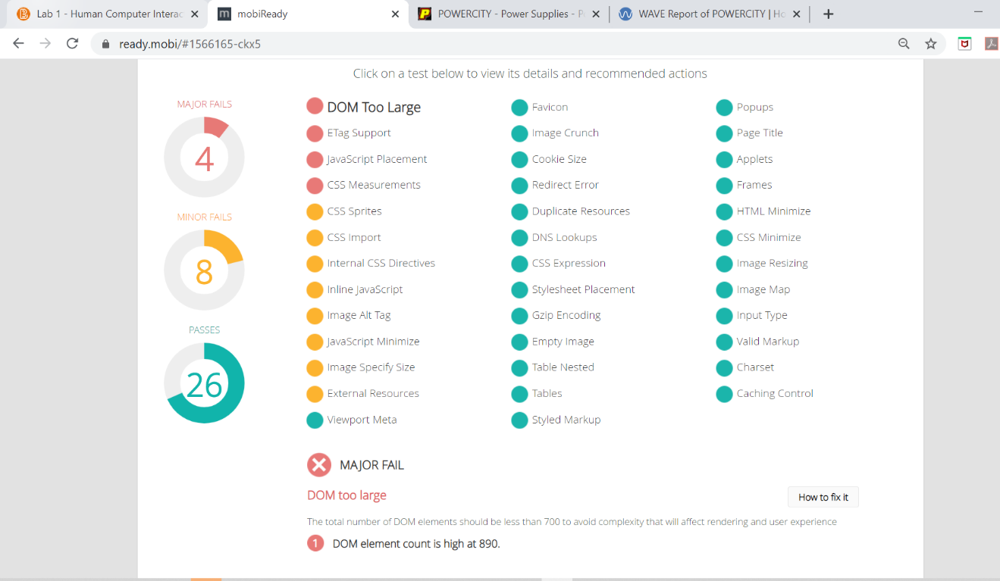 Lab 1 - Human Computer Interac
mobiReady
POWERCITY - Power Supplies - P
WAVE Report of POWERCITY | Ho
ready.mobi/#1566165-ckx5
Click on a test below to view its details and recommended actions
MAJOR FAILS
4
MINOR FAILS
8
PASSES
26
DOM Too Large
ETag Support
JavaScript Placement
CSS Measurements
CSS Sprites
CSS Import
Internal CSS Directives
Inline JavaScript
Image Alt Tag
JavaScript Minimize
Image Specify Size
External Resources
Viewport Meta
Favicon
Image Crunch
Cookie Size
Redirect Error
Duplicate Resources
DNS Lookups
CSS Expression
Stylesheet Placement
Gzip Encoding
Empty Image
Table Nested
Tables
Styled Markup
Popups
Page Title
Applets
Frames
HTML Minimize
CSS Minimize
Image Resizing
Image Map
Input Type
Valid Markup
Charset
Caching Control
MAJOR FAIL
DOM too large
How to fix it
The total number of DOM elements should be less than 700 to avoid complexity that will affect rendering and user experience
1 DOM element count is high at 890.